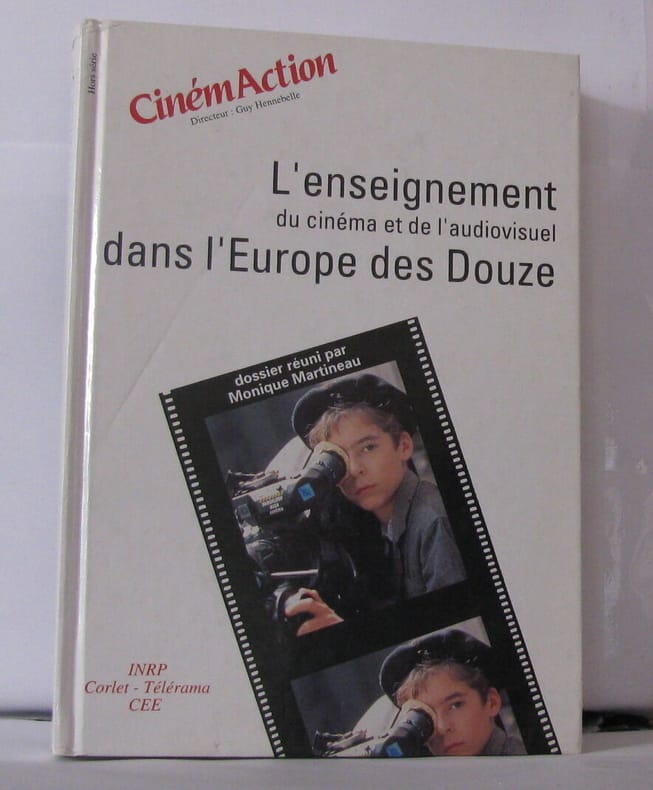 Hors série
CinémAction
Directeur : Guy Hennebelle
L'enseignement
du cinéma et de l'audiovisuel
dans l'Europe des Douze
dossier réuni par
Monique Martineau
INRP
Corlet - Télérama
CEE